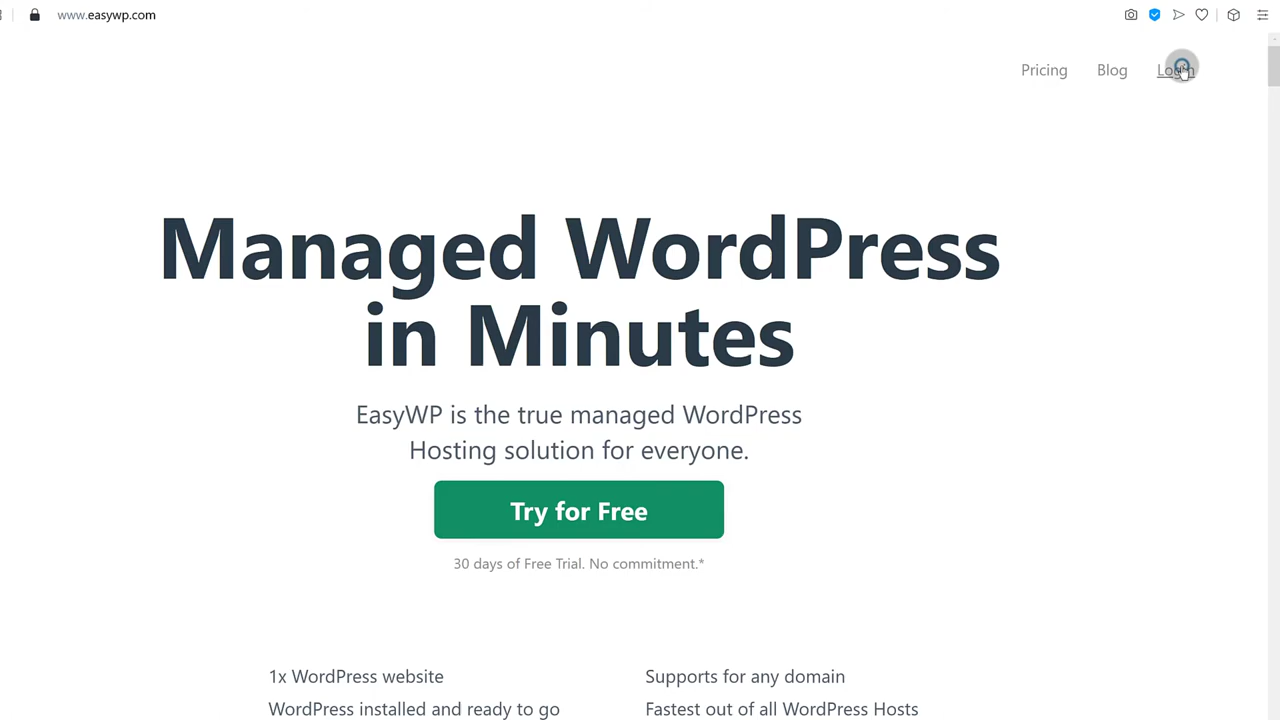 www.easywp.com
Pricing Blog Login
Managed WordPress
in Minutes
EasyWP is the true managed WordPress
Hosting solution for everyone.
Try for Free
30 days of Free Trial. No commitment.*
1x WordPress website
Supports for any domain
WordPress installed and ready to go
Fastest out of all WordPress Hosts